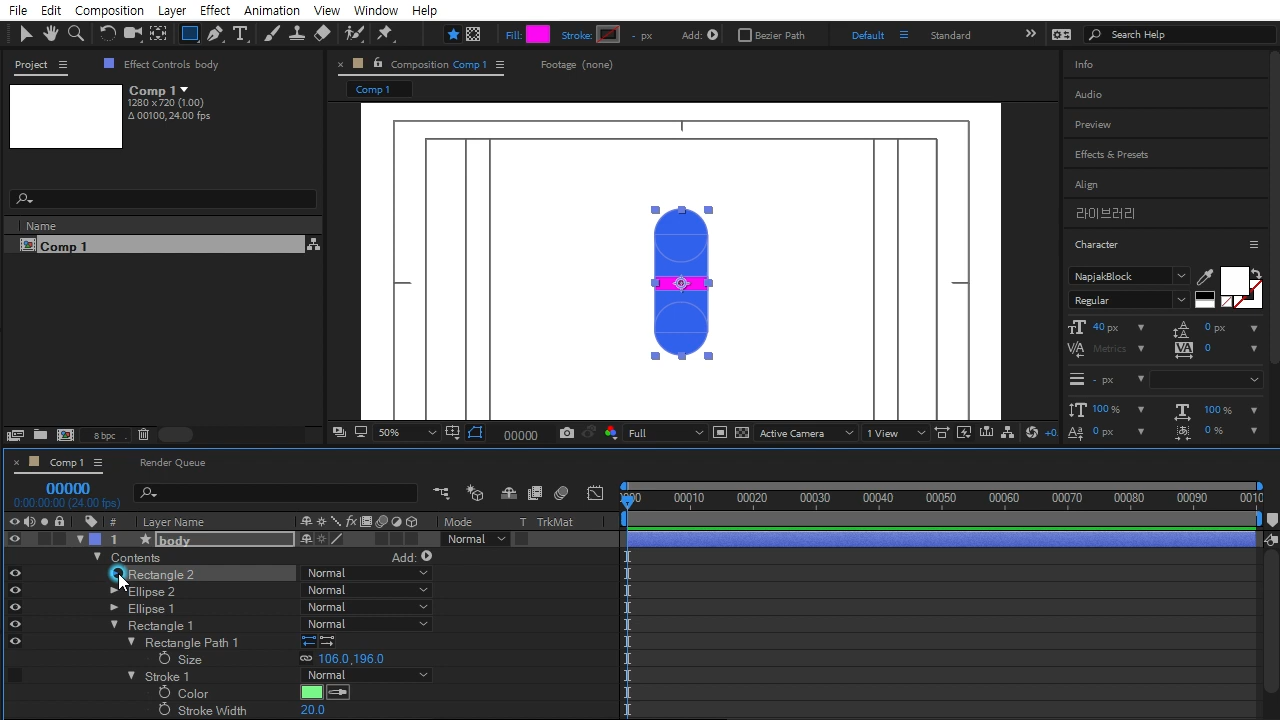 File Edit Composition Layer Effect Animation View Window Help
Fill: Stroke: - px Add: Bezier Path Default Standard Search Help
Project Effect Controls body
Composition Comp 1 Footage (none)
Comp 1
1280 x 720 (1.00)
Δ 00100, 24.00 fps
Comp 1
Name
Comp 1
8 bpc
50% 00000 Full Active Camera 1 View +0.
Info
Audio
Preview
Effects & Presets
Align
라이브러리
Character
NapjakBlock
Regular
40 px 0 px
Metrics 0
- px
100 % 100 %
0 px 0 %
Comp 1 Render Queue
00000
0:00:00:00 (24.00 fps)
00010 00020 00030 00040 00050 00060 00070 00080 00090 0010
# Layer Name Mode T TrkMat
1 body Normal
Contents Add:
Rectangle 2 Normal
Ellipse 2 Normal
Ellipse 1 Normal
Rectangle 1 Normal
Rectangle Path 1
Size 106.0,196.0
Stroke 1 Normal
Color
Stroke Width 20.0